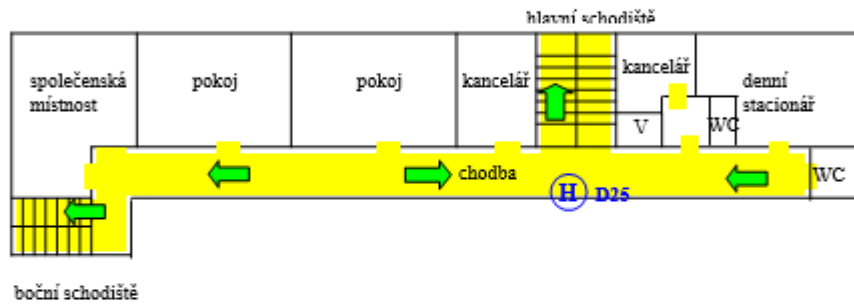 hlavní schodiště
společenská
místnost
pokoj
pokoj
kancelář
kancelář
denní
stacionář
V
WC
chodba
WC
H D25
boční schodiště